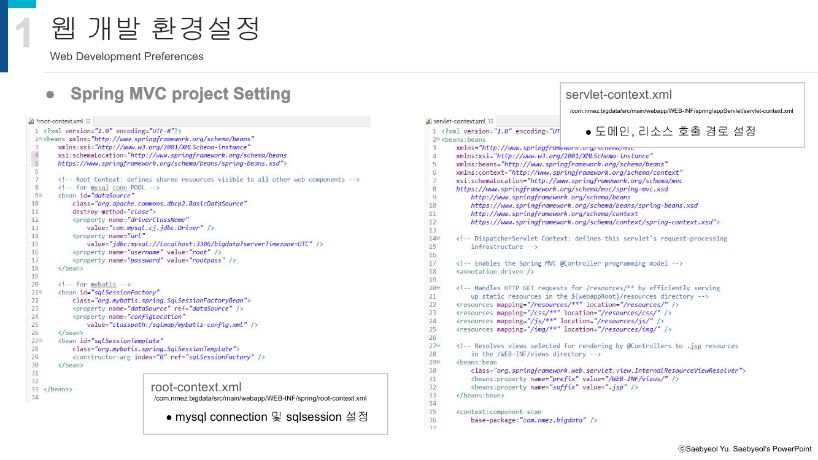 1
웹 개발 환경설정
Web Development Preferences
● Spring MVC project Setting
*root-context.xml
1 <?xml version="1.0" encoding="UTF-8"?>
2 <beans xmlns="http://www.springframework.org/schema/beans"
3 xmlns:xsi="http://www.w3.org/2001/XMLSchema-instance"
4 xsi:schemaLocation="http://www.springframework.org/schema/beans
5 https://www.springframework.org/schema/beans/spring-beans.xsd">
6
7 <!-- Root Context: defines shared resources visible to all other web components -->
8 <!-- for mysql conn POOL -->
9 <bean id="dataSource"
10 class="org.apache.commons.dbcp2.BasicDataSource"
11 destroy-method="close">
12 <property name="driverClassName"
13 value="com.mysql.cj.jdbc.Driver" />
14 <property name="url"
15 value="jdbc:mysql://localhost:3306/bigdata?serverTimezone=UTC" />
16 <property name="username" value="root" />
17 <property name="password" value="rootpass" />
18 </bean>
19
20 <!-- for mybatis -->
21 <bean id="sqlSessionFactory"
22 class="org.mybatis.spring.SqlSessionFactoryBean">
23 <property name="dataSource" ref="dataSource" />
24 <property name="configLocation"
25 value="classpath:/sqlmap/mybatis-config.xml" />
26 </bean>
27 <bean id="sqlSessionTemplate"
28 class="org.mybatis.spring.SqlSessionTemplate">
29 <constructor-arg index="0" ref="sqlSessionFactory" />
30 </bean>
31
32
33 </beans>
34
root-context.xml
/com.nmez.bigdata/src/main/webapp/WEB-INF/spring/root-context.xml
● mysql connection 및 sqlsession 설정
servlet-context.xml
1 <?xml version="1.0" encoding="UT
2 <beans:beans
3 xmlns="http://www.springframework.org/schema/mvc
4 xmlns:xsi="http://www.w3.org/2001/XMLSchema-instance"
5 xmlns:beans="http://www.springframework.org/schema/beans"
6 xmlns:context="http://www.springframework.org/schema/context"
7 xsi:schemaLocation="http://www.springframework.org/schema/mvc
8 https://www.springframework.org/schema/mvc/spring-mvc.xsd
9 http://www.springframework.org/schema/beans
10 https://www.springframework.org/schema/beans/spring-beans.xsd
11 http://www.springframework.org/schema/context
12 https://www.springframework.org/schema/context/spring-context.xsd">
13
14 <!-- DispatcherServlet Context: defines this servlet's request-processing
15 infrastructure -->
16
17 <!-- Enables the Spring MVC @Controller programming model -->
18 <annotation-driven />
19
20 <!-- Handles HTTP GET requests for /resources/** by efficiently serving
21 up static resources in the ${webappRoot}/resources directory -->
22 <resources mapping="/resources/**" location="/resources/" />
23 <resources mapping="/css/**" location="/resources/css/" />
24 <resources mapping="/js/**" location="/resources/js/" />
25 <resources mapping="/img/**" location="/resources/img/" />
26
27 <!-- Resolves views selected for rendering by @Controllers to .jsp resources
28 in the /WEB-INF/views directory -->
29 <beans:bean
30 class="org.springframework.web.servlet.view.InternalResourceViewResolver">
31 <beans:property name="prefix" value="/WEB-INF/views/" />
32 <beans:property name="suffix" value=".jsp" />
33 </beans:bean>
34
35 <context:component-scan
36 base-package="com.nmez.bigdata" />
37
servlet-context.xml
/com.nmez.bigdata/src/main/webapp/WEB-INF/spring/appServlet/servlet-context.xml
● 도메인, 리소스 호출 경로 설정
ⓒSaebyeol Yu. Saebyeol's PowerPoint